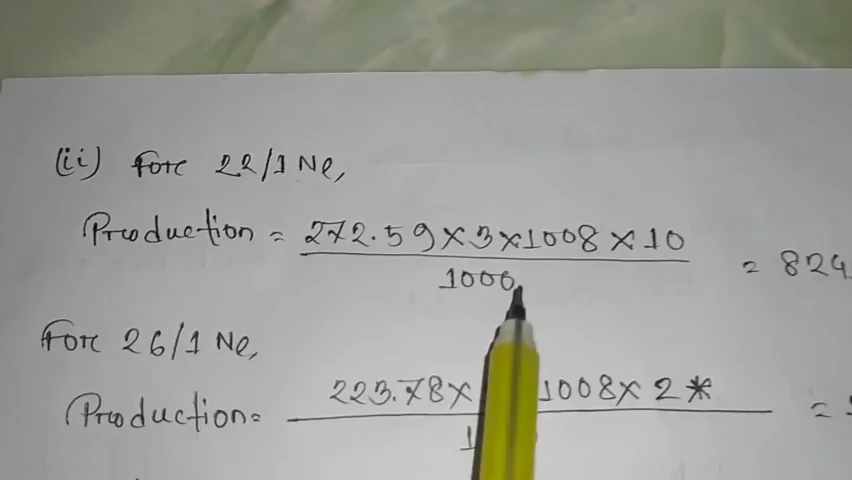 (ii) For 22/1 Ne,
Production = 272.59 x 3 x 1008 x 10
1000
= 824
For 26/1 Ne,
Production = 223.78 x 1008 x 2 *
1
=